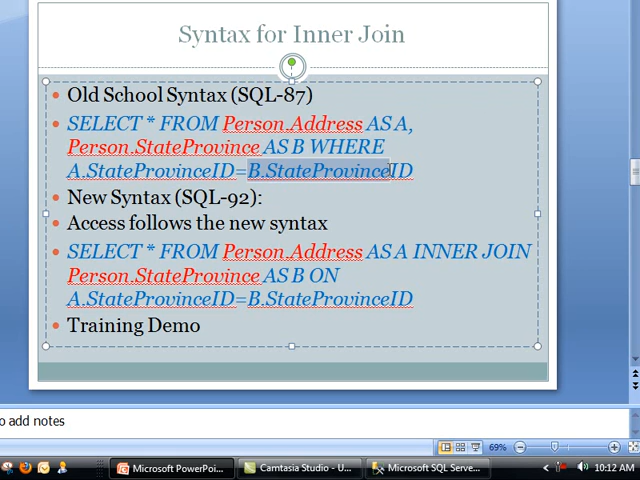 Syntax for Inner Join
Old School Syntax (SQL-87)
SELECT * FROM Person.Address AS A,
Person.StateProvince AS B WHERE
A.StateProvinceID=B.StateProvinceID
New Syntax (SQL-92):
Access follows the new syntax
SELECT * FROM Person.Address AS A INNER JOIN
Person.StateProvince AS B ON
A.StateProvinceID=B.StateProvinceID
Training Demo
o add notes
69%
Microsoft PowerPoi... Camtasia Studio - U... Microsoft SQL Serve... 10:12 AM